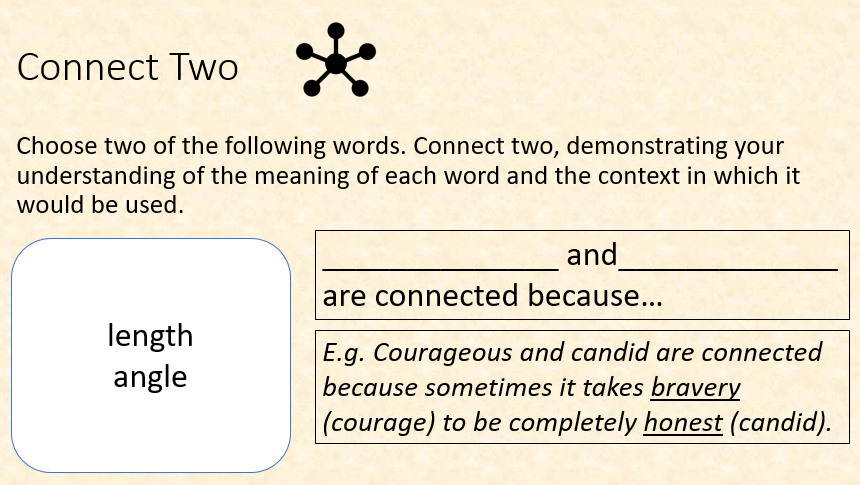 Connect Two
Choose two of the following words. Connect two, demonstrating your
understanding of the meaning of each word and the context in which it
would be used.
length
angle
_______________ and______________
are connected because...
E.g. Courageous and candid are connected
because sometimes it takes bravery
(courage) to be completely honest (candid).